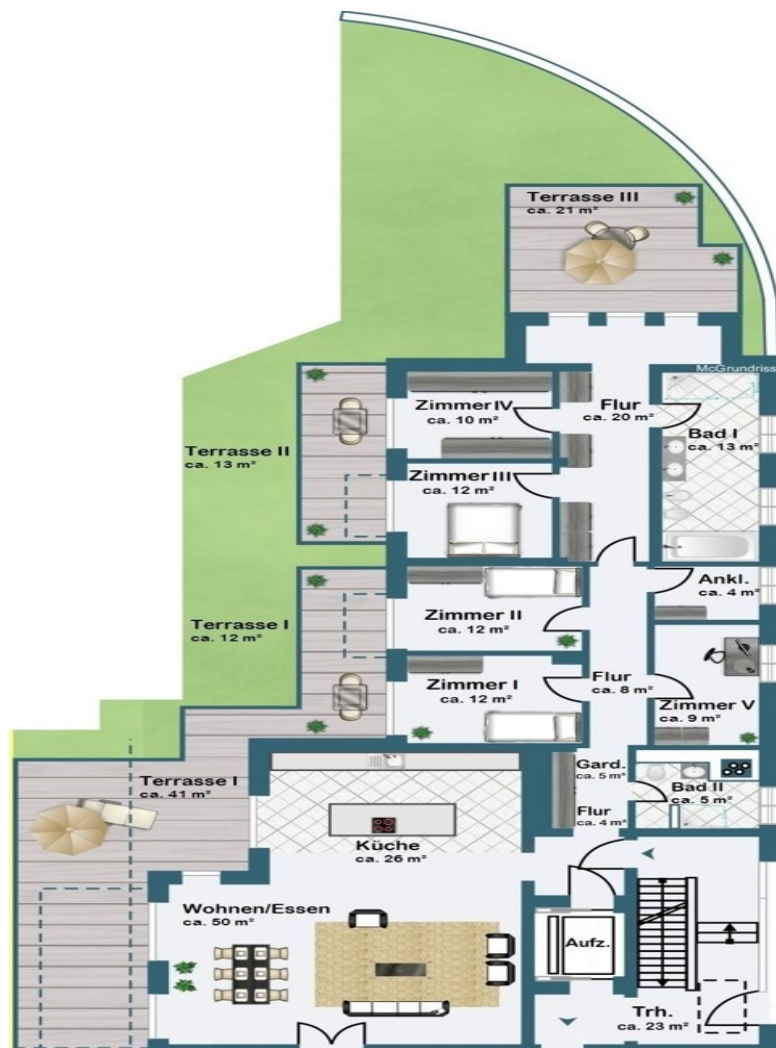 Terrasse III
ca. 21 m²
McGrundriss
Zimmer IV
ca. 10 m²
Flur
ca. 20 m²
Bad I
ca. 13 m²
Terrasse II
ca. 13 m²
Zimmer III
ca. 12 m²
Ankl.
ca. 4 m²
Terrasse I
ca. 12 m²
Zimmer II
ca. 12 m²
Zimmer I
ca. 12 m²
Flur
ca. 8 m²
Zimmer V
ca. 9 m²
Terrasse I
ca. 41 m²
Gard.
ca. 5 m²
Bad II
ca. 5 m²
Flur
ca. 4 m²
Küche
ca. 26 m²
Wohnen/Essen
ca. 50 m²
Aufz.
Trh.
ca. 23 m²